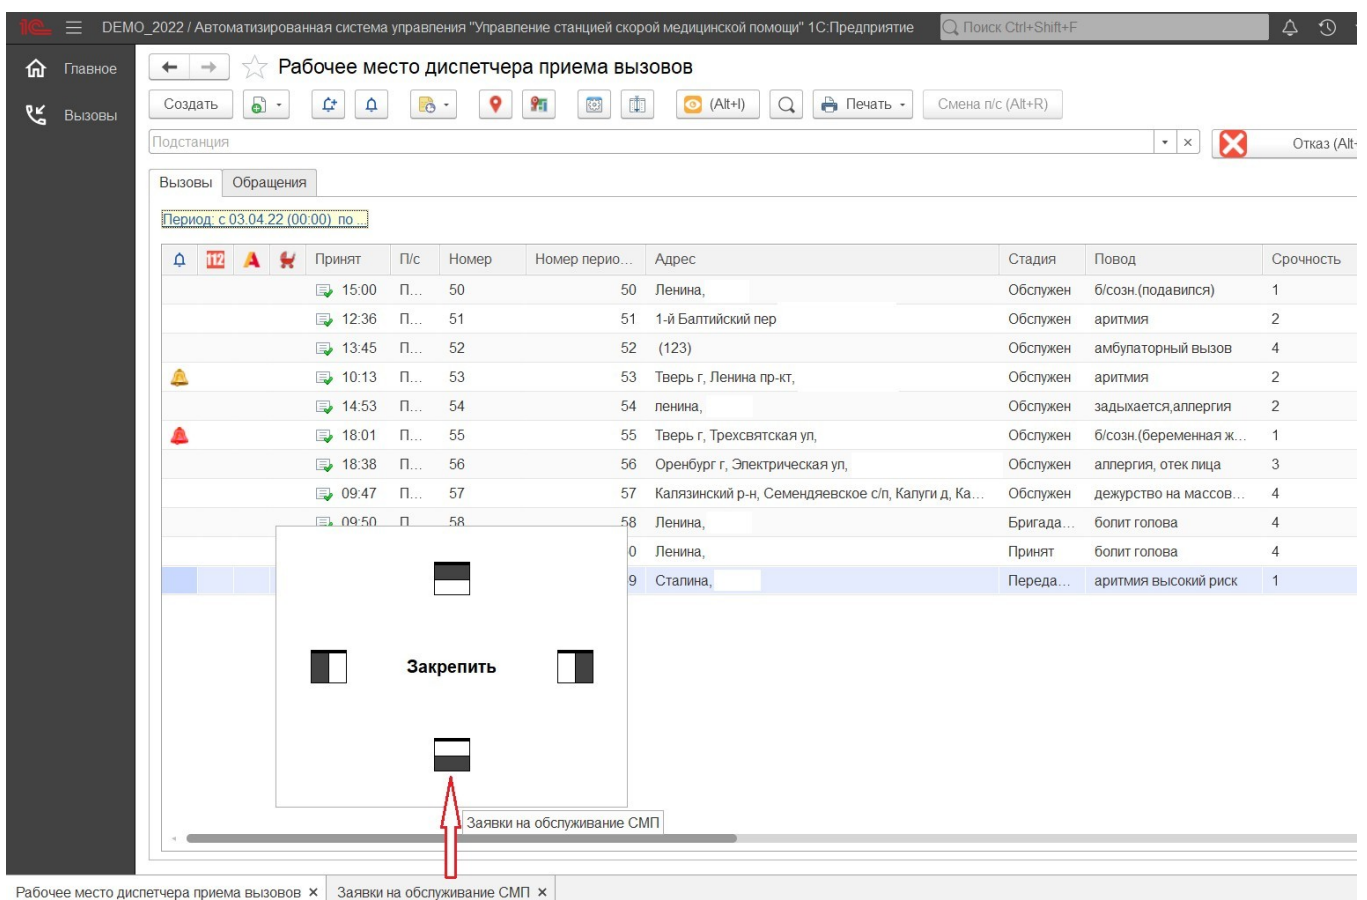 DEMO_2022 / Автоматизированная система управления "Управление станцией скорой медицинской помощи" 1С:Предприятие Поиск Ctrl+Shift+F
Главное
Вызовы
Рабочее место диспетчера приема вызовов
Создать (Alt+I) Печать Смена п/с (Alt+R)
Подстанция Отказ (Alt+
Вызовы Обращения
Период: с 03.04.22 (00:00) по ...
112 Принят П/с Номер Номер перио... Адрес Стадия Повод Срочность
15:00 П... 50 50 Ленина, Обслужен б/созн.(подавился) 1
12:36 П... 51 51 1-й Балтийский пер Обслужен аритмия 2
13:45 П... 52 52 (123) Обслужен амбулаторный вызов 4
10:13 П... 53 53 Тверь г, Ленина пр-кт, Обслужен аритмия 2
14:53 П... 54 54 ленина, Обслужен задыхается,аллергия 2
18:01 П... 55 55 Тверь г, Трехсвятская ул, Обслужен б/созн.(беременная ж... 1
18:38 П... 56 56 Оренбург г, Электрическая ул, Обслужен аллергия, отек лица 3
09:47 П... 57 57 Калязинский р-н, Семендяевское с/п, Калуги д, Ка... Обслужен дежурство на массов... 4
09:50 П 58 58 Ленина, Бригада... болит голова 4
0 Ленина, Принят болит голова 4
9 Сталина, Переда... аритмия высокий риск 1
Закрепить
Заявки на обслуживание СМП
Рабочее место диспетчера приема вызовов × Заявки на обслуживание СМП ×